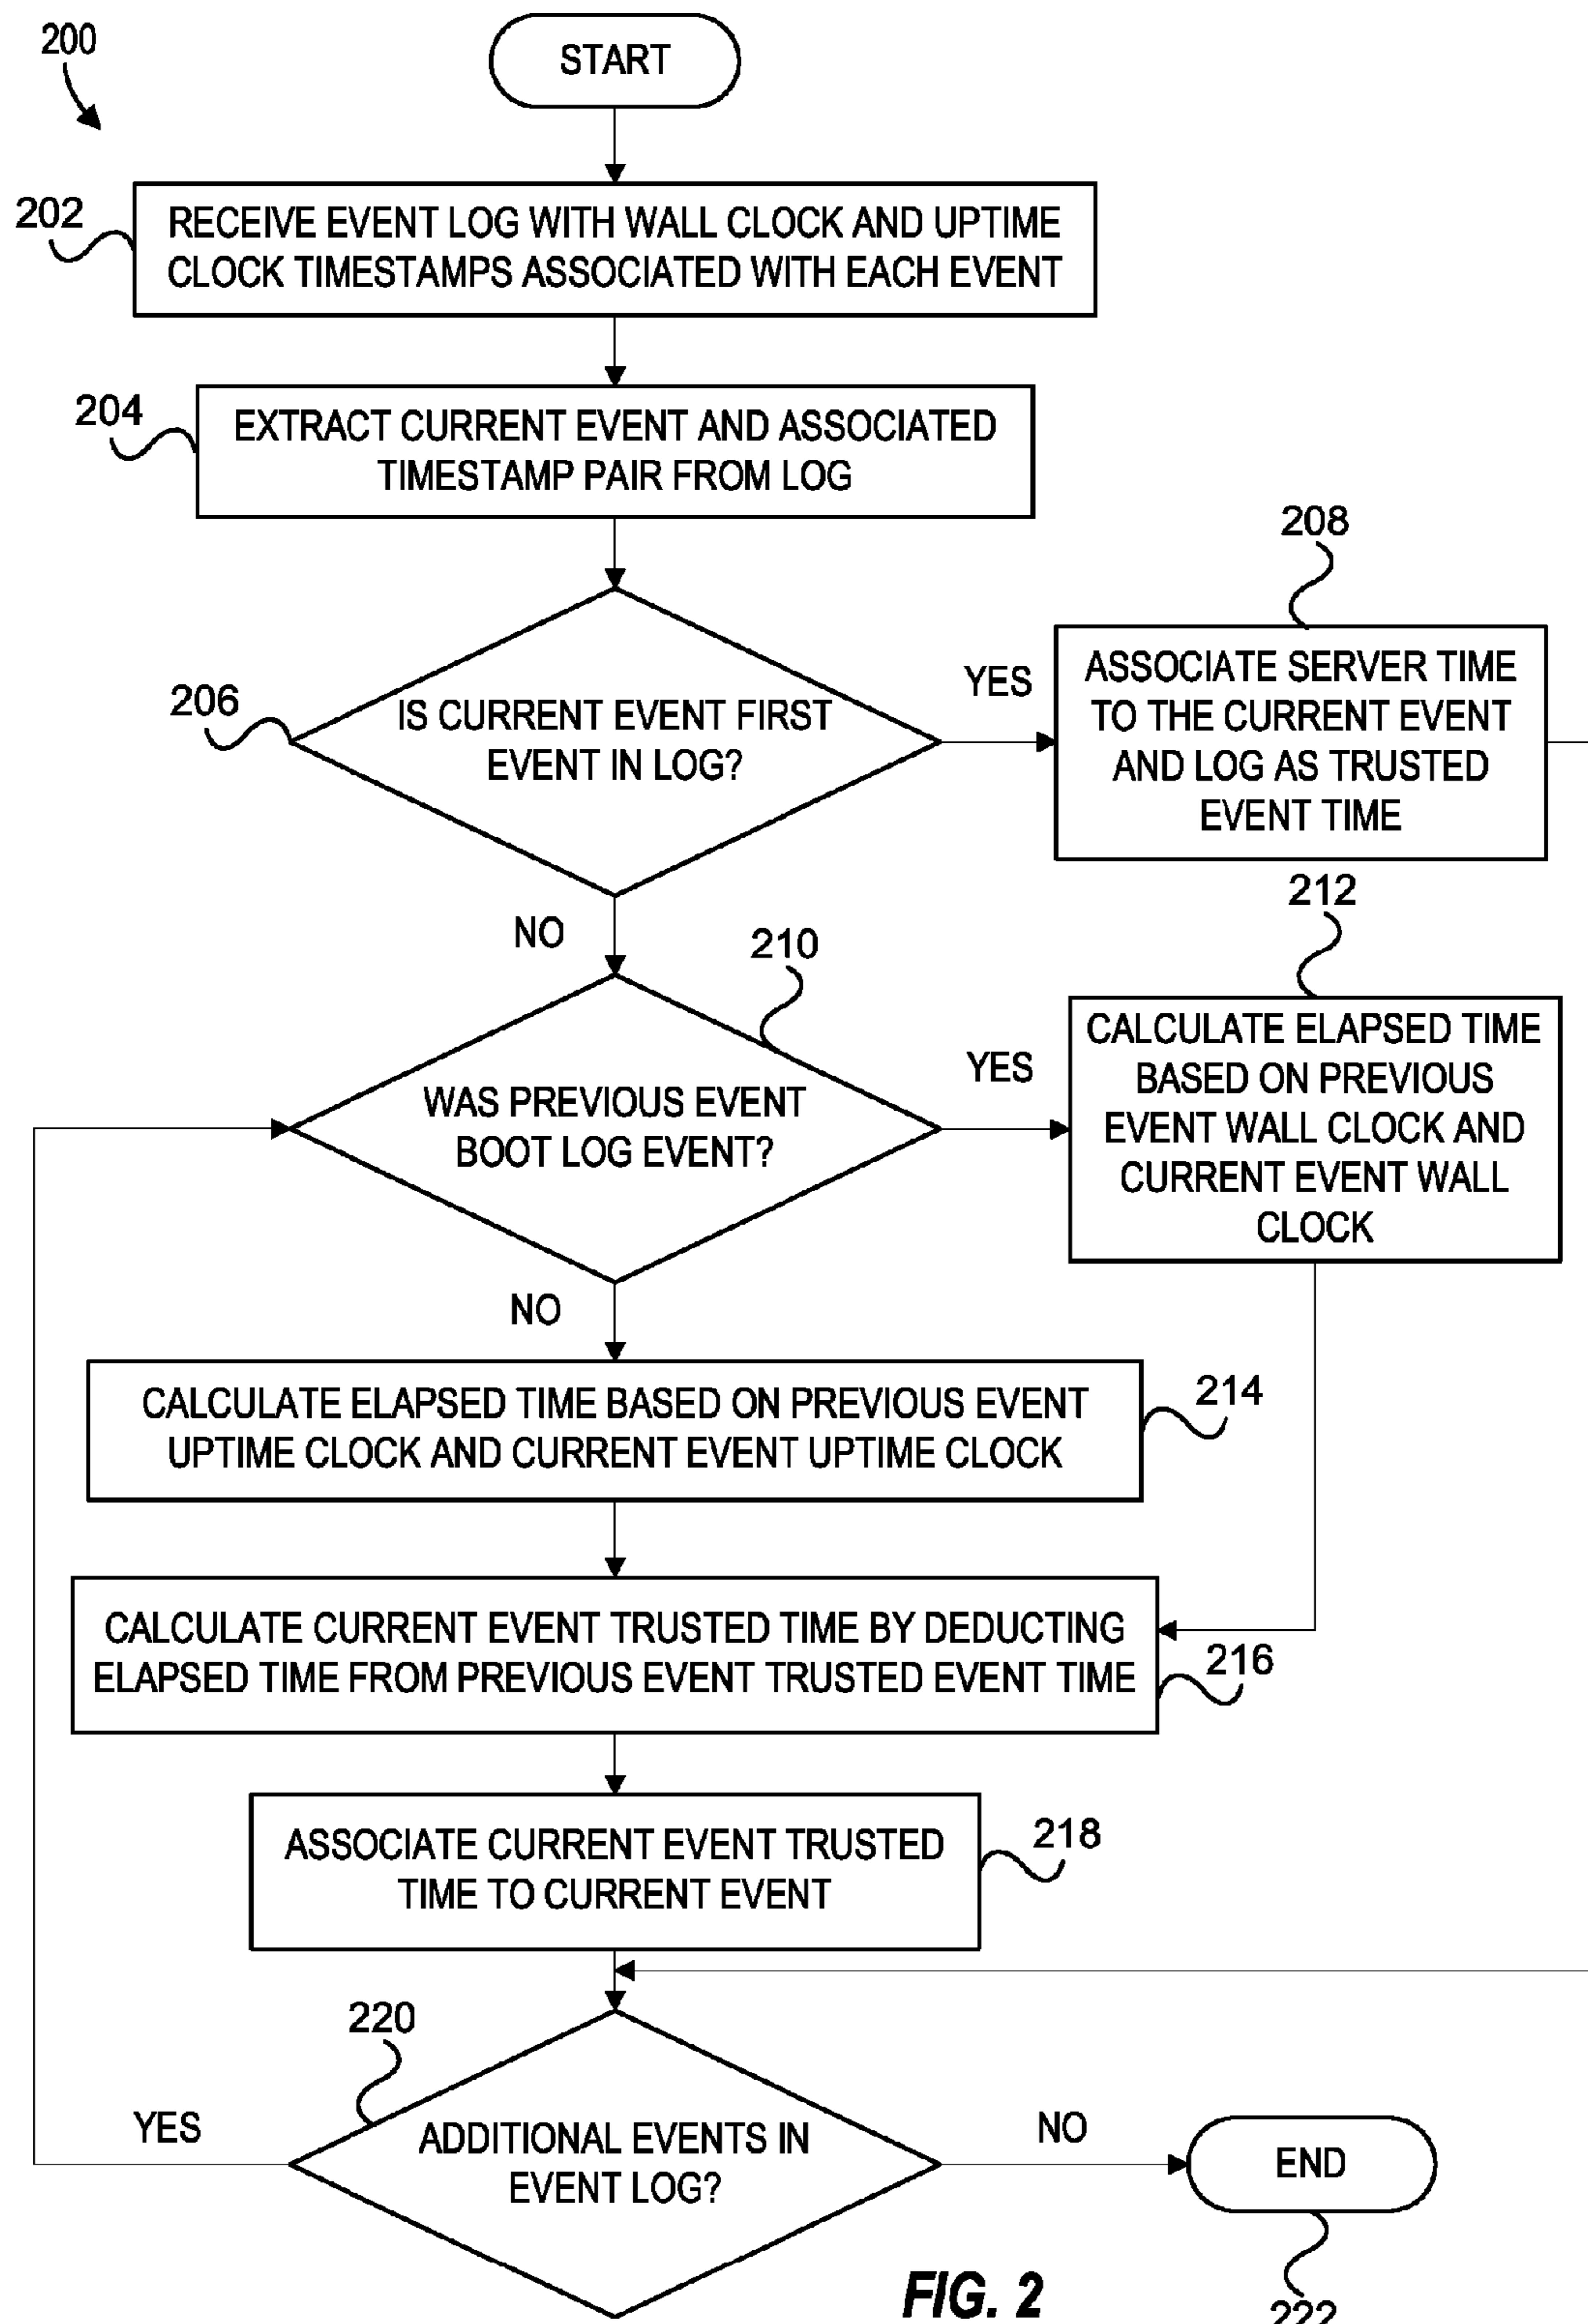 200
START
202
RECEIVE EVENT LOG WITH WALL CLOCK AND UPTIME
CLOCK TIMESTAMPS ASSOCIATED WITH EACH EVENT
204
EXTRACT CURRENT EVENT AND ASSOCIATED
TIMESTAMP PAIR FROM LOG
206
IS CURRENT EVENT FIRST
EVENT IN LOG?
YES
208
ASSOCIATE SERVER TIME
TO THE CURRENT EVENT
AND LOG AS TRUSTED
EVENT TIME
NO
210
WAS PREVIOUS EVENT
BOOT LOG EVENT?
YES
212
CALCULATE ELAPSED TIME
BASED ON PREVIOUS
EVENT WALL CLOCK AND
CURRENT EVENT WALL
CLOCK
NO
CALCULATE ELAPSED TIME BASED ON PREVIOUS EVENT
UPTIME CLOCK AND CURRENT EVENT UPTIME CLOCK
214
CALCULATE CURRENT EVENT TRUSTED TIME BY DEDUCTING
ELAPSED TIME FROM PREVIOUS EVENT TRUSTED EVENT TIME
216
ASSOCIATE CURRENT EVENT TRUSTED
TIME TO CURRENT EVENT
218
220
ADDITIONAL EVENTS IN
EVENT LOG?
YES
NO
END
222
FIG. 2